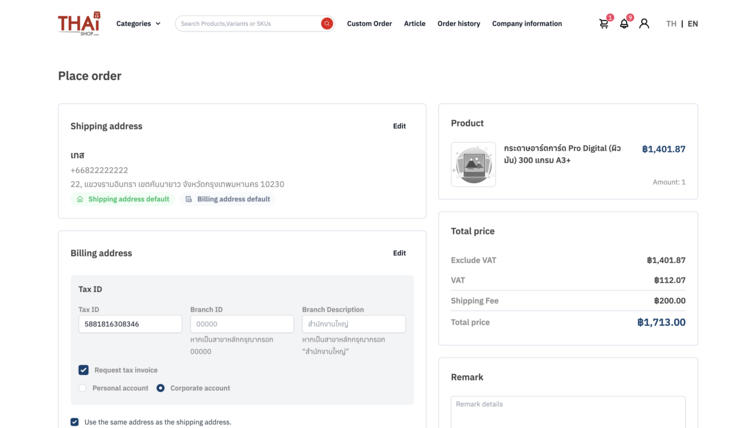 THAI
SHOP.com
Categories
Search Products,Variants or SKUs
Custom Order
Article
Order history
Company information
1
9
TH | EN
Place order
Shipping address
Edit
เทส
+66822222222
22, แขวงรามอินทรา เขตคันนายาว จังหวัดกรุงเทพมหานคร 10230
Shipping address default
Billing address default
Billing address
Edit
Tax ID
Tax ID
Branch ID
Branch Description
5881816308346
00000
สำนักงานใหญ่
หากเป็นสาขาหลักกรุณากรอก
00000
หากเป็นสาขาหลักกรุณากรอก
"สำนักงานใหญ่"
Request tax invoice
Personal account
Corporate account
Use the same address as the shipping address.
Product
กระดาษอาร์ตการ์ด Pro Digital (ผิว
มัน) 300 แกรม A3+
฿1,401.87
Amount: 1
Total price
Exclude VAT
฿1,401.87
VAT
฿112.07
Shipping Fee
฿200.00
Total price
฿1,713.00
Remark
Remark details